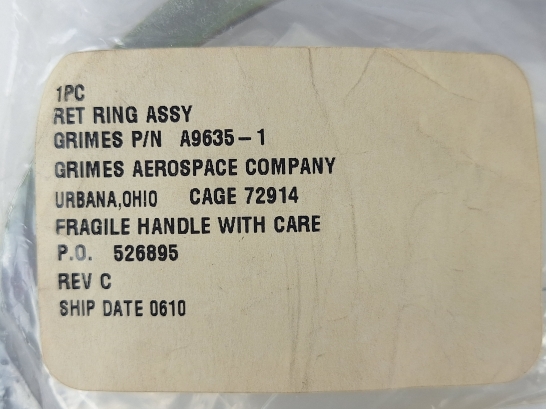 1PC
RET RING ASSY
GRIMES P/N A9635-1
GRIMES AEROSPACE COMPANY
URBANA,OHIO CAGE 72914
FRAGILE HANDLE WITH CARE
P.O. 526895
REV C
SHIP DATE 0610